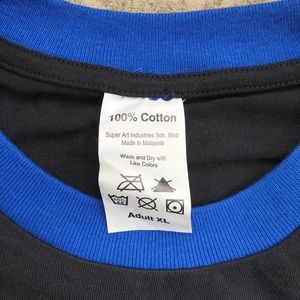 100% Cotton
Super Art Industries Sdn. Bhd.
Made in Malaysia
Wash and Dry with
Like Colors
Adult XL